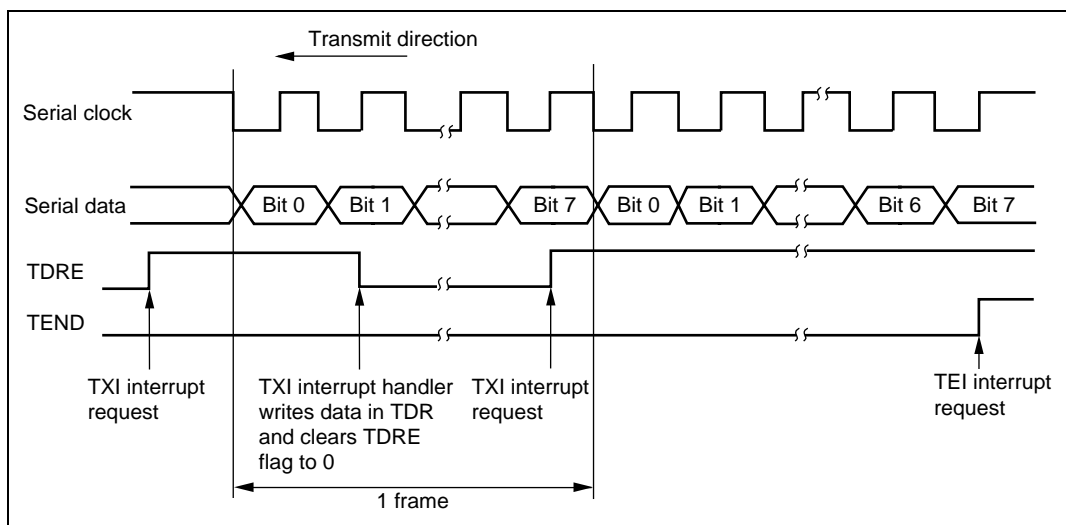 Transmit direction
Serial clock
Serial data
Bit 0
Bit 1
Bit 7
Bit 0
Bit 1
Bit 6
Bit 7
TDRE
TEND
TXI interrupt
request
TXI interrupt handler
writes data in TDR
and clears TDRE
flag to 0
TXI interrupt
request
TEI interrupt
request
1 frame